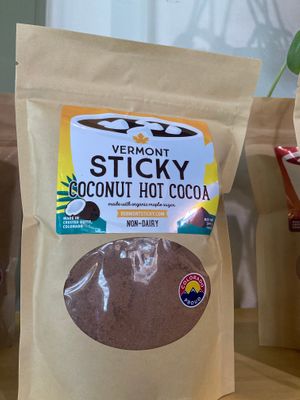 VERMONT
STICKY
COCONUT HOT COCOA
made with organic maple sugar
VERMONTSTICKY.COM
NON-DAIRY
MADE IN
CRESTED BUTTE,
COLORADO
COLORADO
PROUD